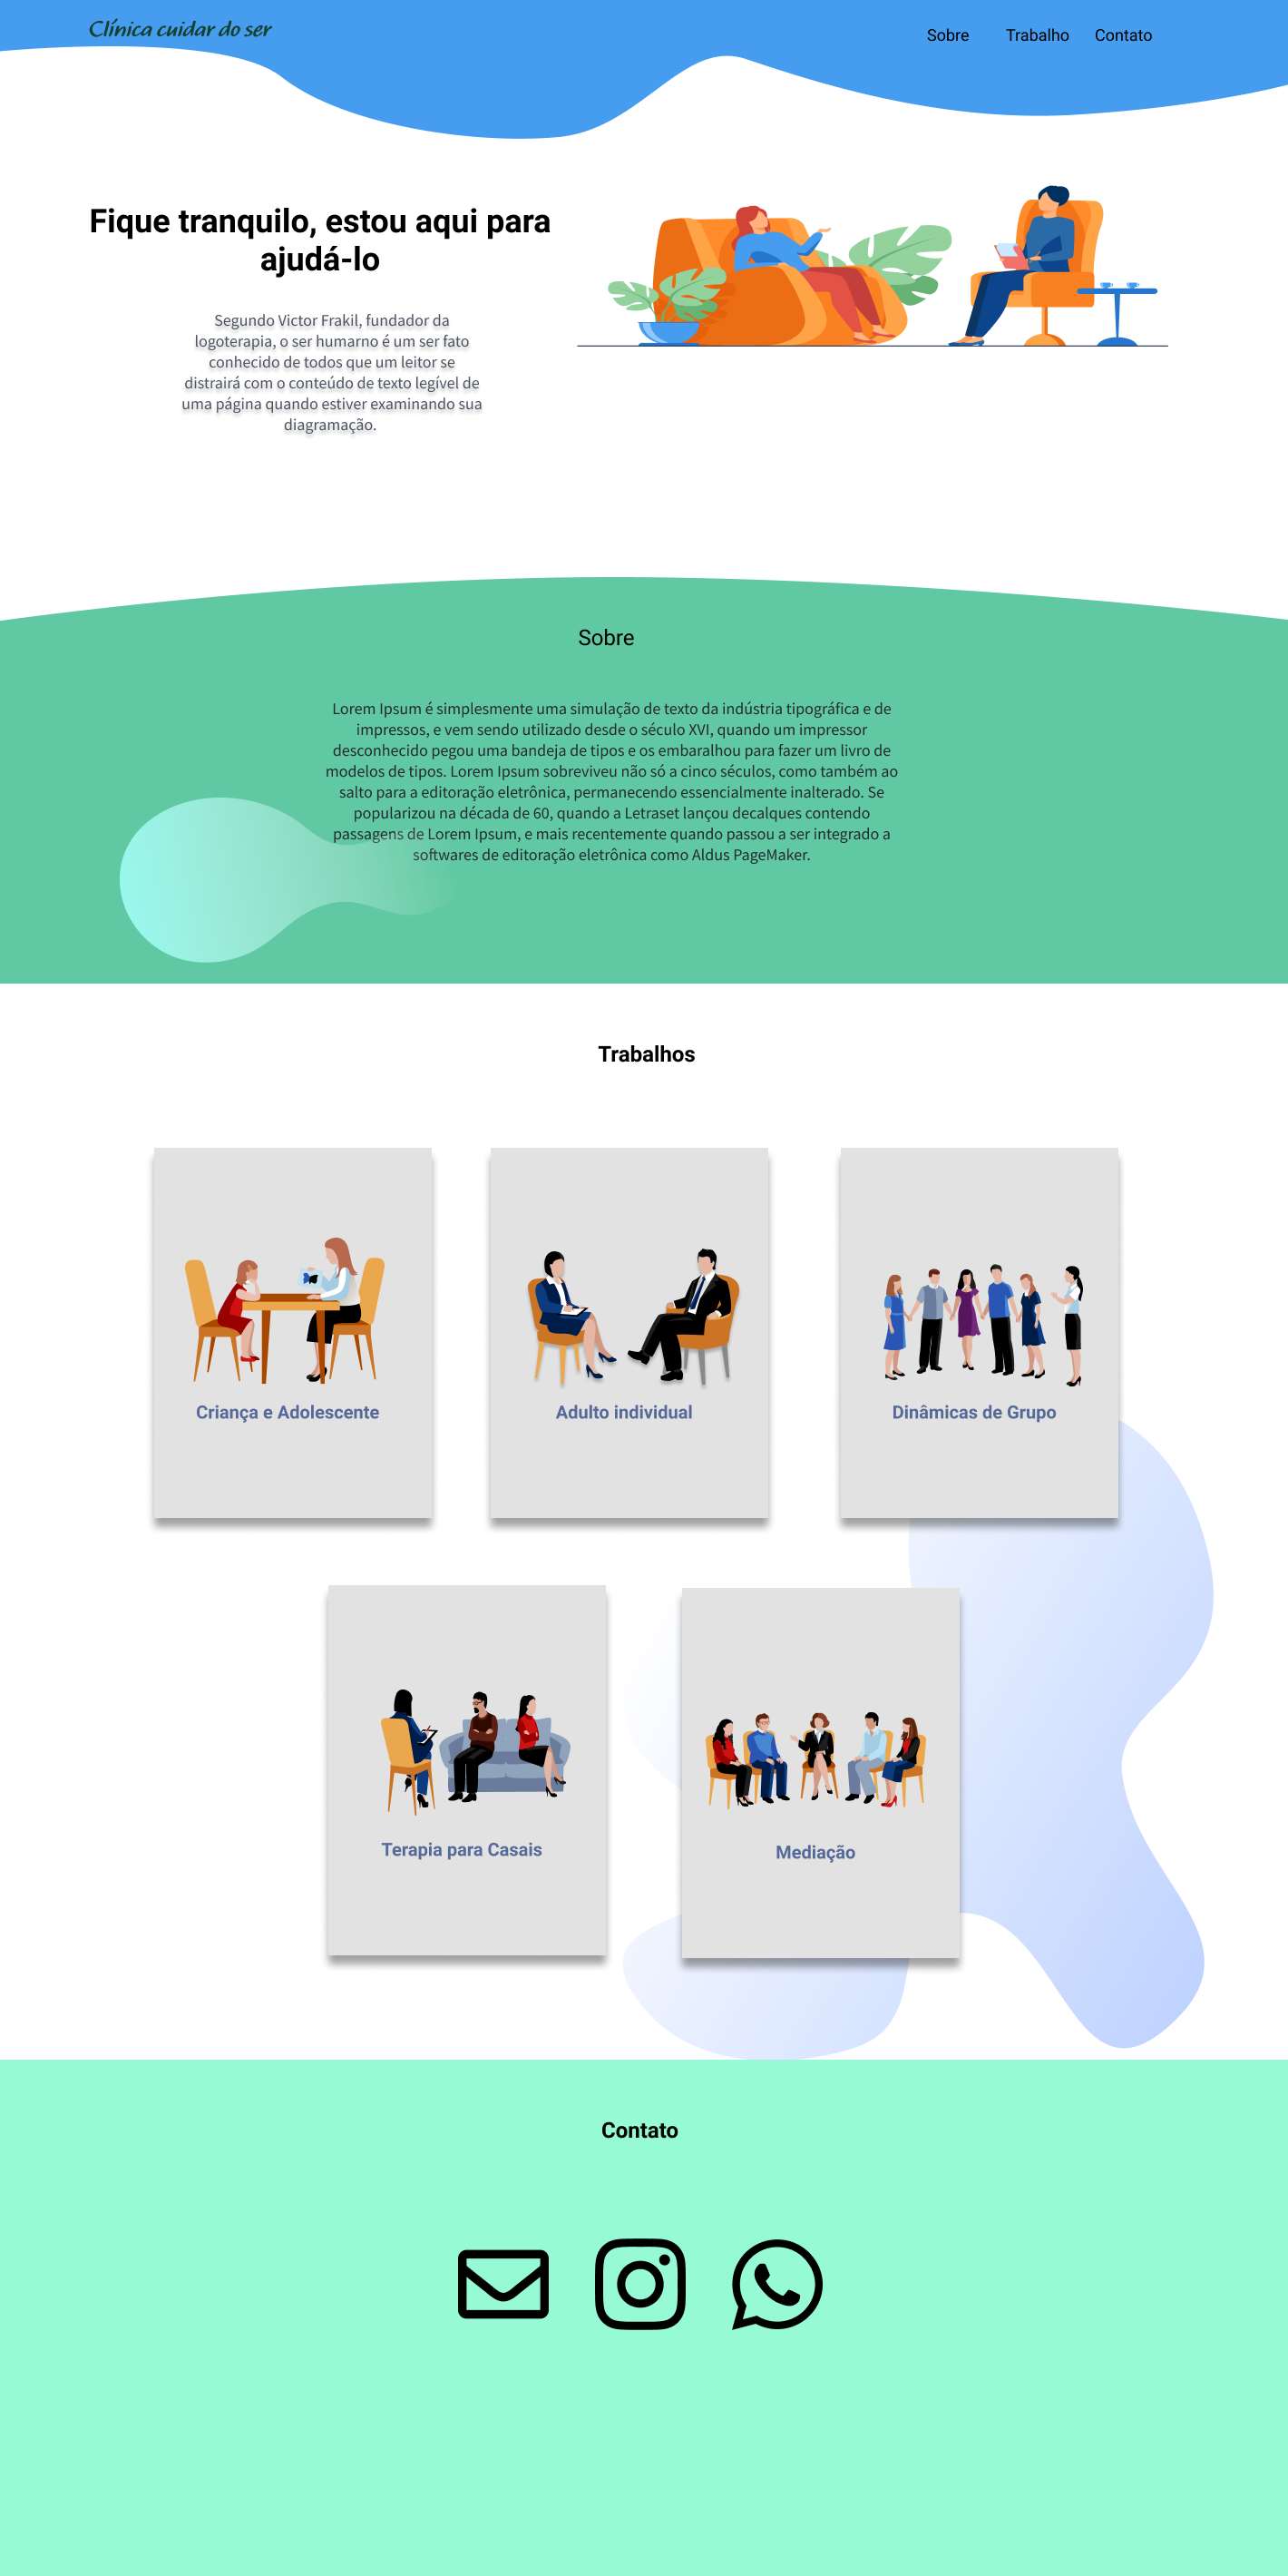 Clínica cuidar do ser
Sobre
Trabalho
Contato
Fique tranquilo, estou aqui para
ajudá-lo
Segundo Victor Frakil, fundador da
logoterapia, o ser humarno é um ser fato
conhecido de todos que um leitor se
distrairá com o conteúdo de texto legível de
uma página quando estiver examinando sua
diagramação.
Sobre
Lorem Ipsum é simplesmente uma simulação de texto da indústria tipográfica e de
impressos, e vem sendo utilizado desde o século XVI, quando um impressor
desconhecido pegou uma bandeja de tipos e os embaralhou para fazer um livro de
modelos de tipos. Lorem Ipsum sobreviveu não só a cinco séculos, como também ao
salto para a editoração eletrônica, permanecendo essencialmente inalterado. Se
popularizou na década de 60, quando a Letraset lançou decalques contendo
passagens de Lorem Ipsum, e mais recentemente quando passou a ser integrado a
softwares de editoração eletrônica como Aldus PageMaker.
Trabalhos
Criança e Adolescente
Adulto individual
Dinâmicas de Grupo
Terapia para Casais
Mediação
Contato